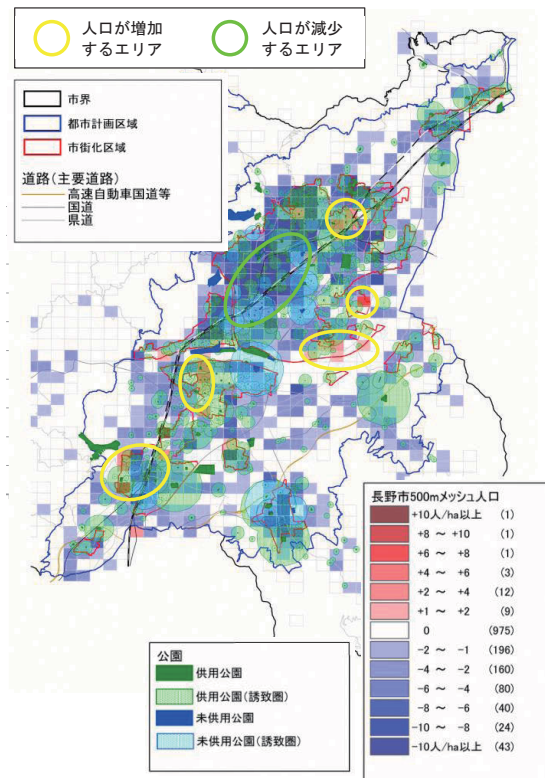 人口が増加
するエリア
人口が減少
するエリア
市界
都市計画区域
市街化区域
道路(主要道路)
高速自動車国道等
国道
県道
長野市500mメッシュ人口
+10人/ha以上 (1)
+8 ~ +10 (1)
+6 ~ +8 (1)
+4 ~ +6 (3)
+2 ~ +4 (12)
+1 ~ +2 (9)
0 (975)
-2 ~ -1 (196)
-4 ~ -2 (160)
-6 ~ -4 (80)
-8 ~ -6 (40)
-10 ~ -8 (24)
-10人/ha以上 (43)
公園
供用公園
供用公園(誘致圏)
未供用公園
未供用公園(誘致圏)